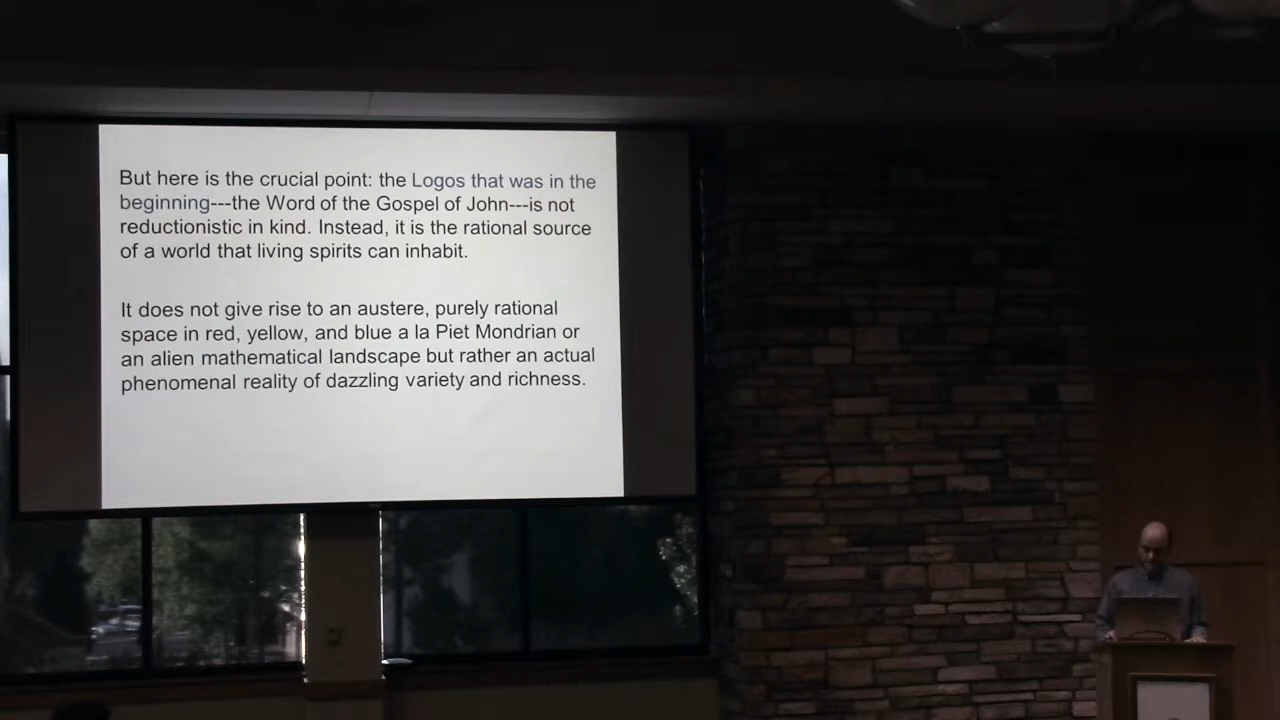 But here is the crucial point: the Logos that was in the
beginning---the Word of the Gospel of John---is not
reductionistic in kind. Instead, it is the rational source
of a world that living spirits can inhabit.
It does not give rise to an austere, purely rational
space in red, yellow, and blue a la Piet Mondrian or
an alien mathematical landscape but rather an actual
phenomenal reality of dazzling variety and richness.